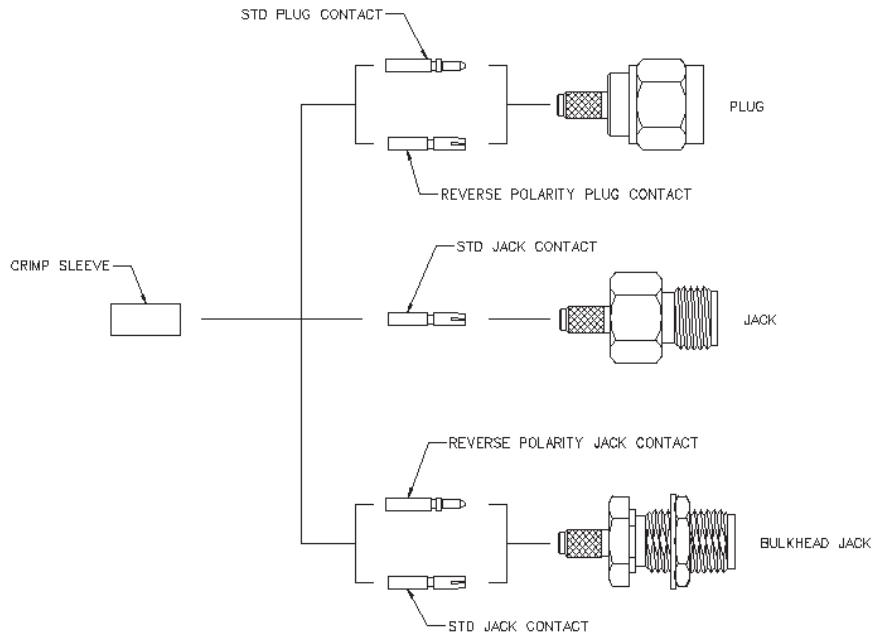 STD PLUG CONTACT
PLUG
REVERSE POLARITY PLUG CONTACT
STD JACK CONTACT
CRIMP SLEEVE
JACK
REVERSE POLARITY JACK CONTACT
BULKHEAD JACK
STD JACK CONTACT